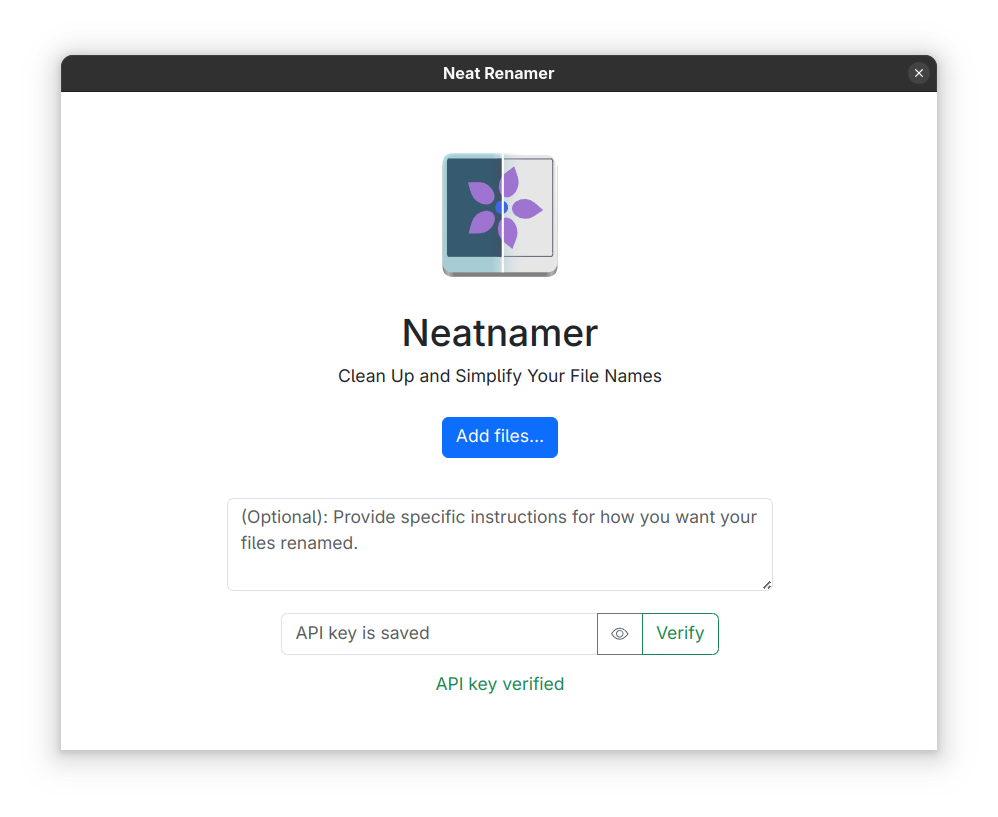 Neat Renamer
Neatnamer
Clean Up and Simplify Your File Names
Add files...
(Optional): Provide specific instructions for how you want your
files renamed.
API key is saved
Verify
API key verified